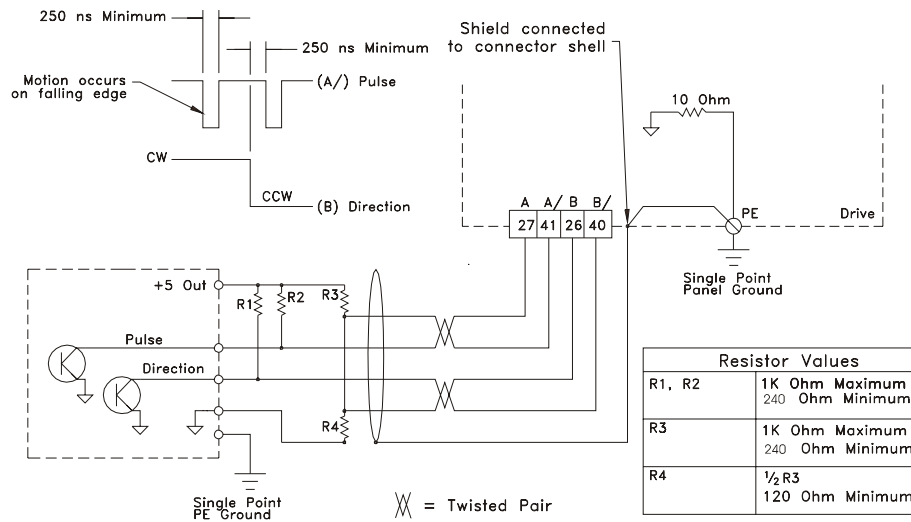 250 ns Minimum
250 ns Minimum
Motion occurs
on falling edge
(A/) Pulse
CW
CCW
(B) Direction
Shield connected
to connector shell
10 Ohm
A A/ B B/
27 41 26 40
PE
Drive
Single Point
Panel Ground
+5 Out
R1
R2
R3
Pulse
Direction
R4
Single Point
PE Ground
= Twisted Pair
Resistor Values
R1, R2
1K Ohm Maximum
240 Ohm Minimum
R3
1K Ohm Maximum
240 Ohm Minimum
R4
½ R3
120 Ohm Minimum